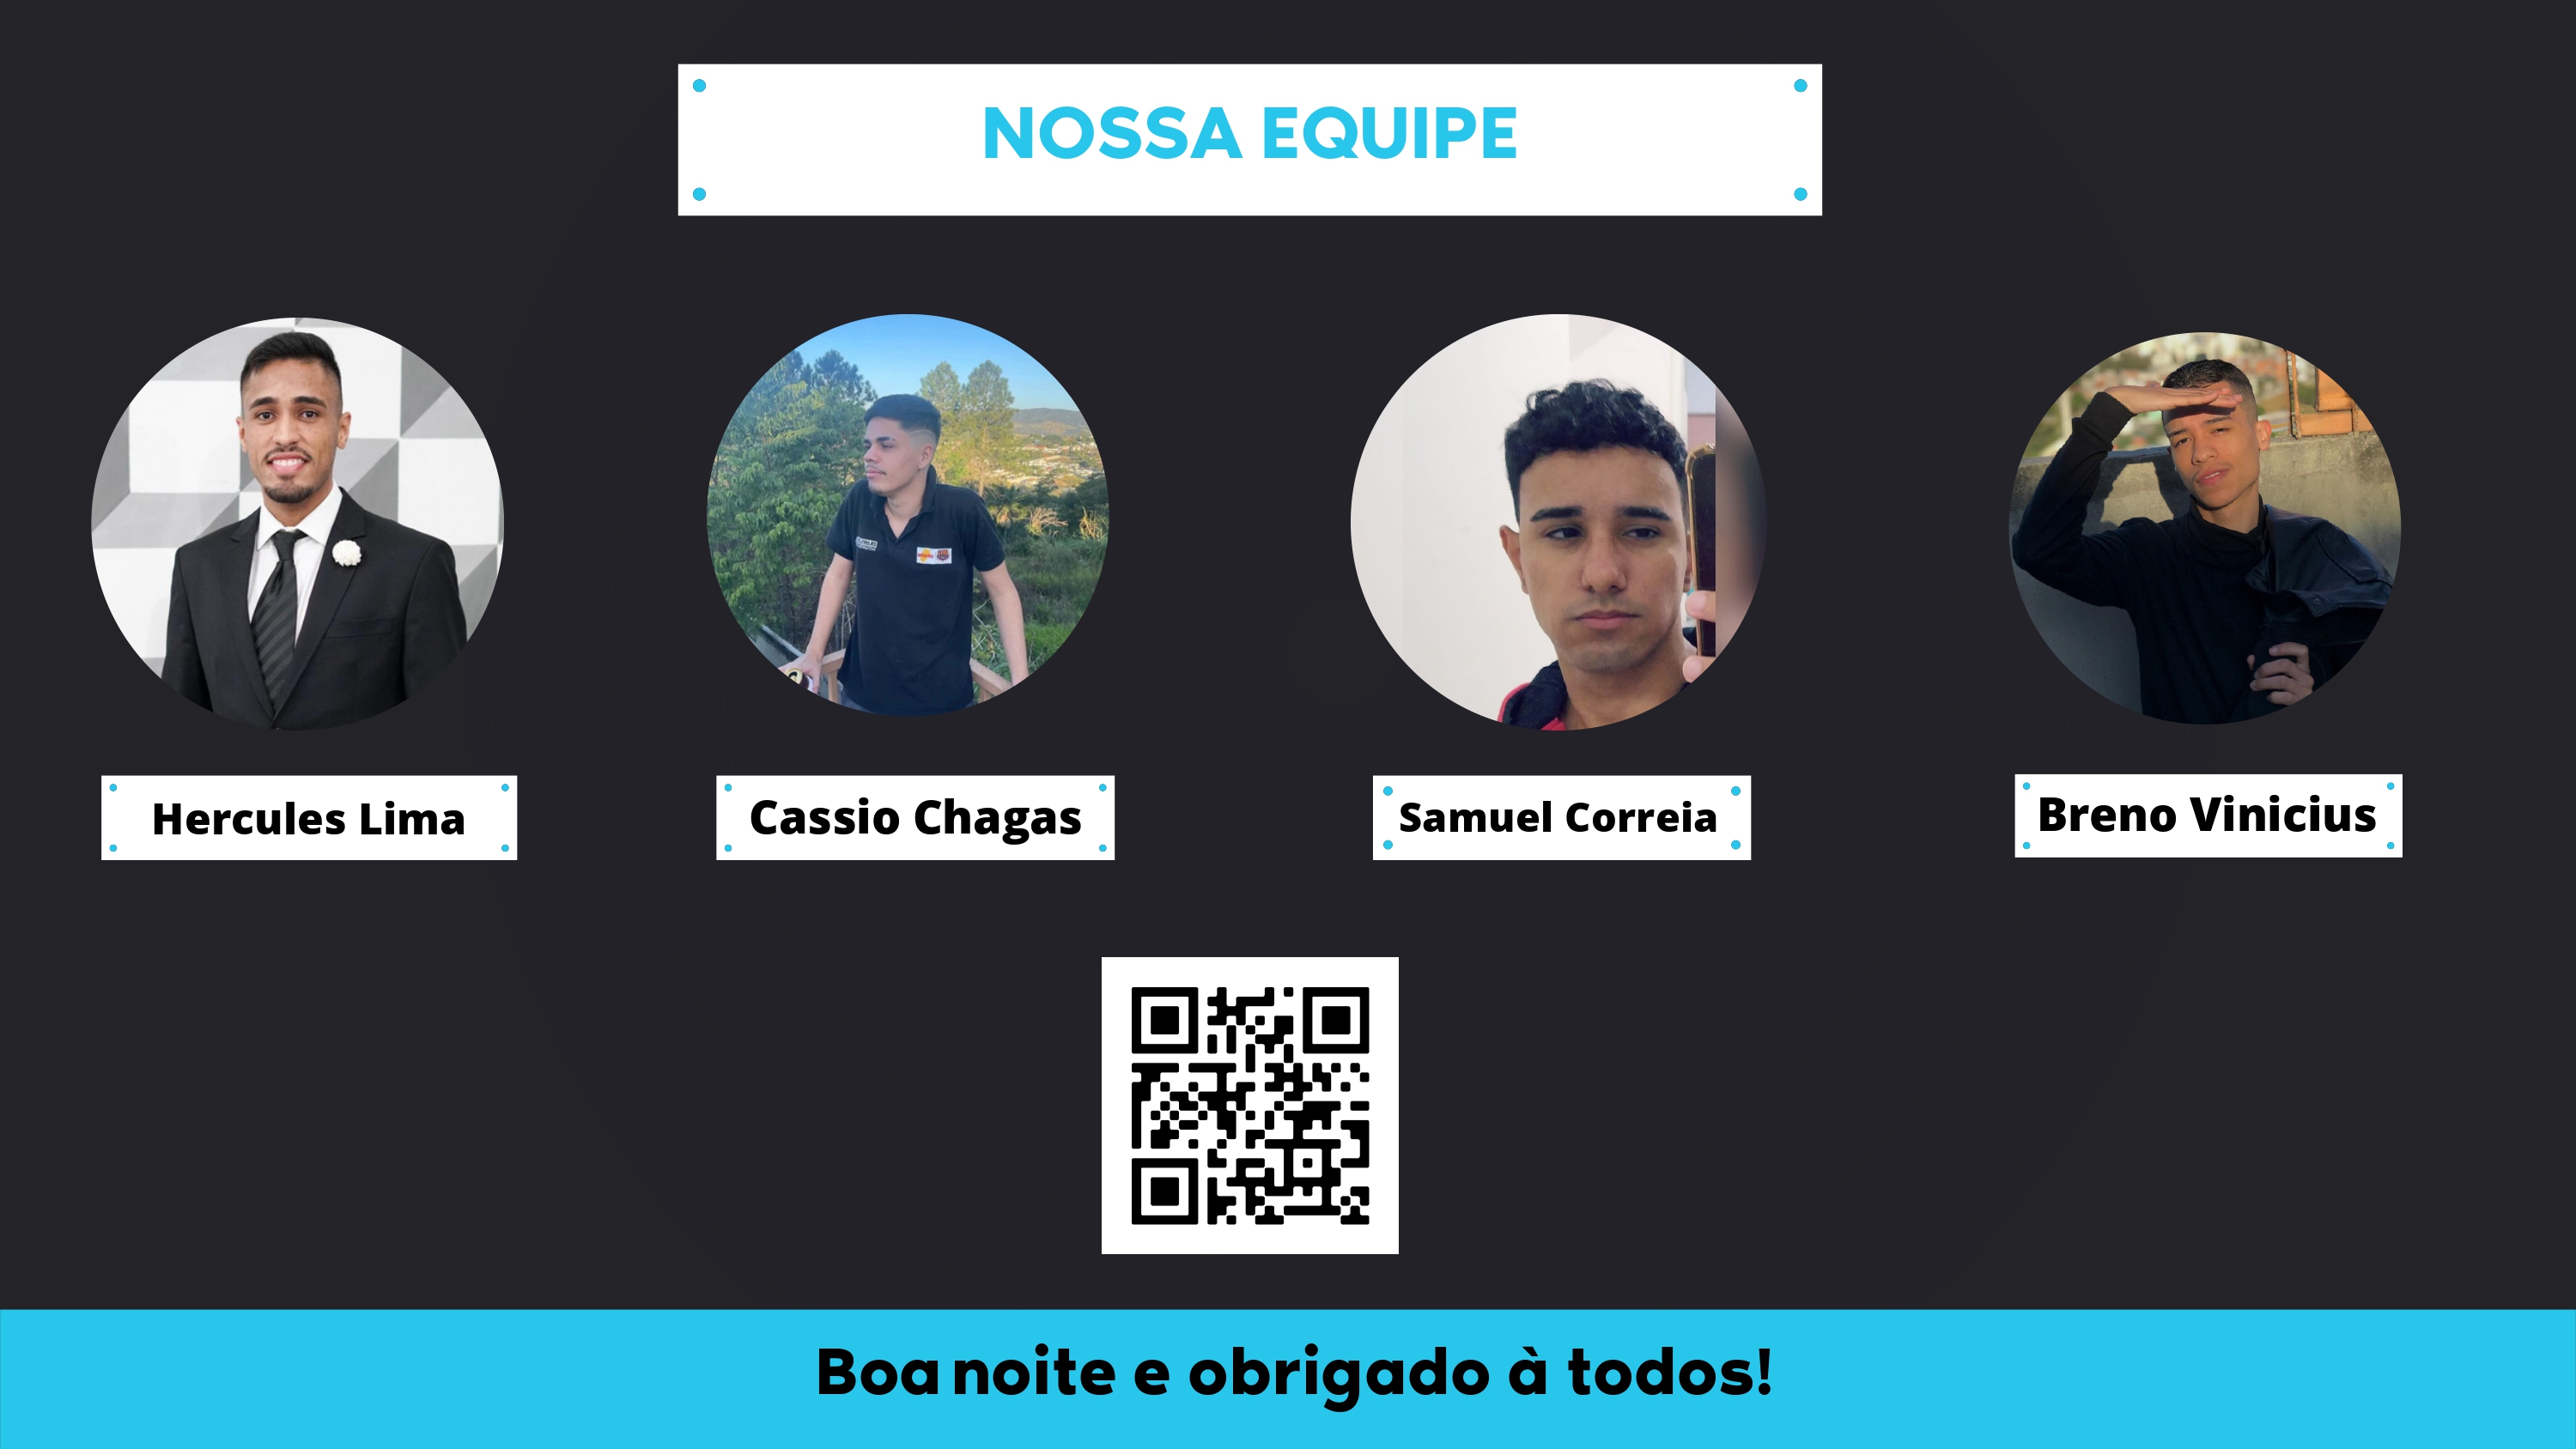 NOSSA EQUIPE
Hercules Lima
Cassio Chagas
Samuel Correia
Breno Vinicius
Boa noite e obrigado à todos!